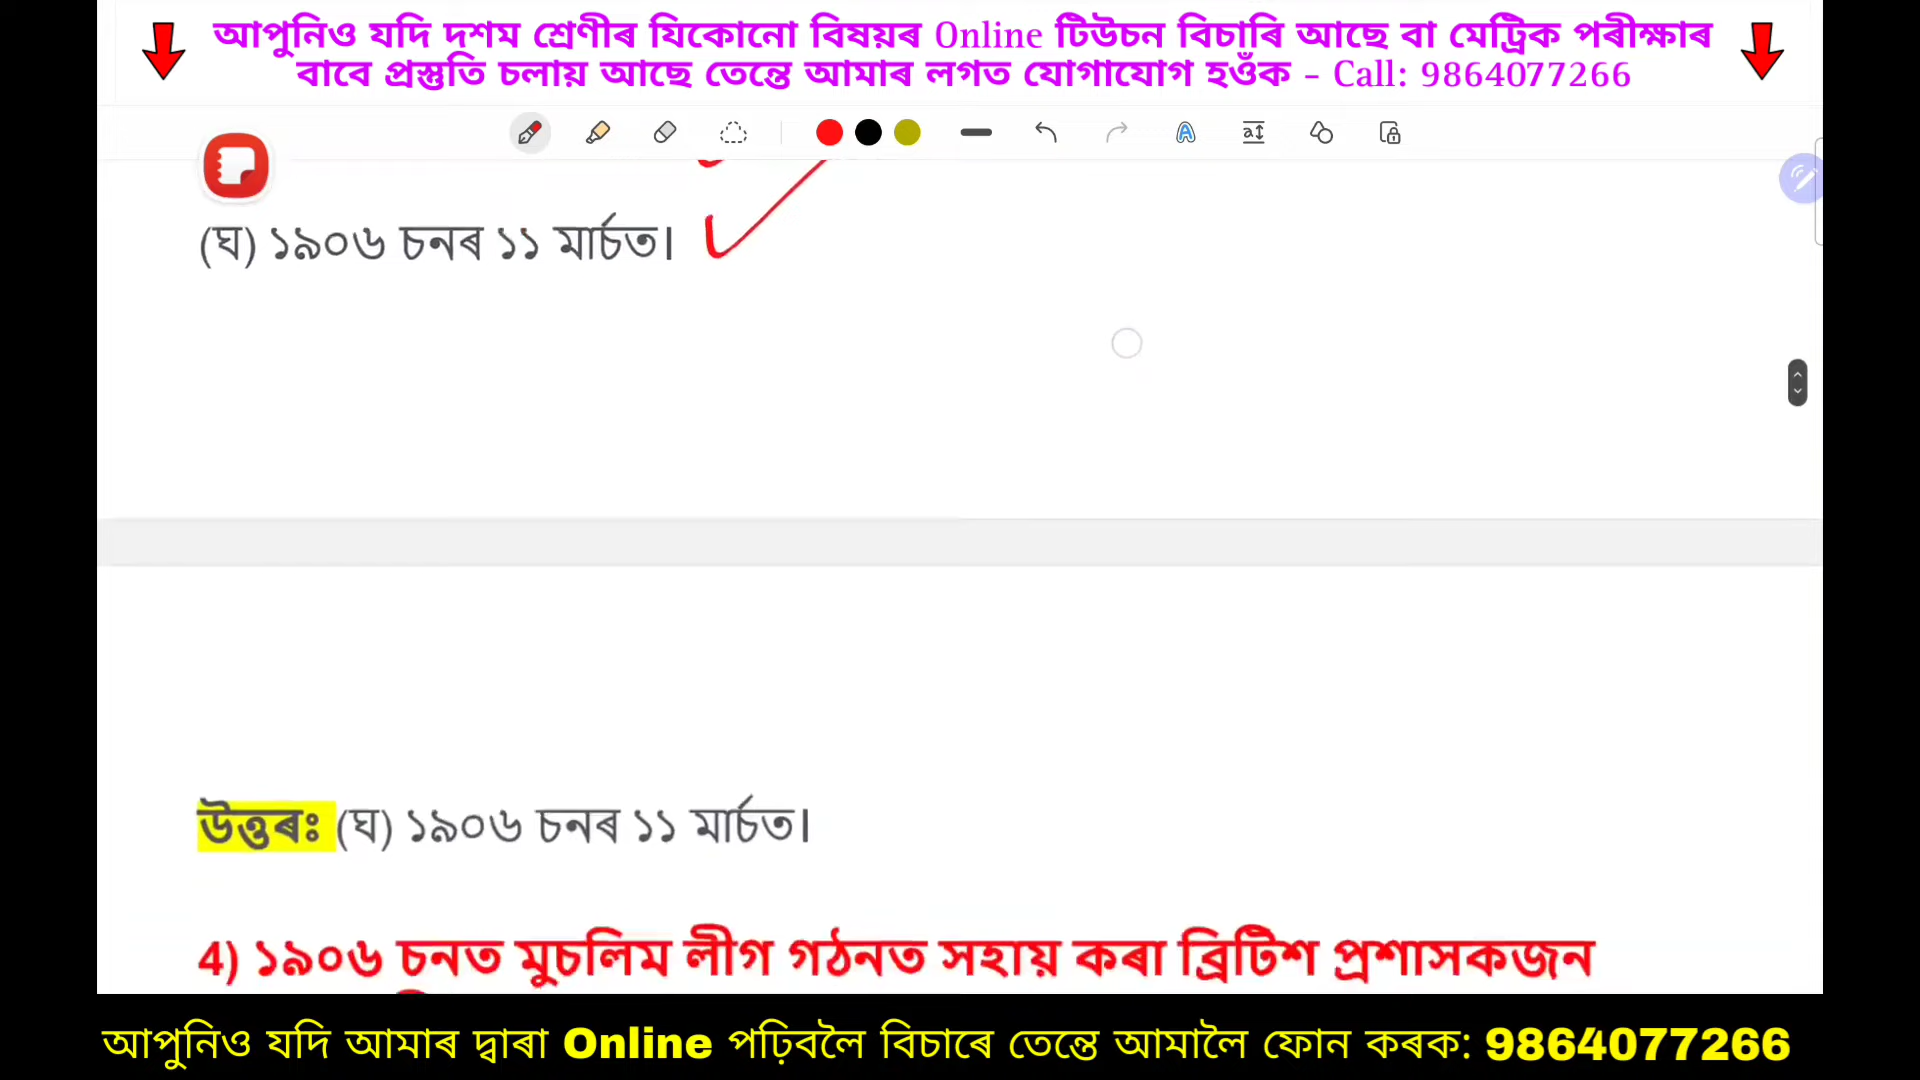 আপুনিও যদি দশম শ্ৰেণীৰ যিকোনো বিষয়ৰ Online টিউচন বিচাৰি আছে বা মেট্ৰিক পৰীক্ষাৰ
বাবে প্ৰস্তুতি চলায় আছে তেন্তে আমাৰ লগত যোগাযোগ হওঁক - Call: 9864077266
(ঘ) ১৯০৬ চনৰ ১১ মাৰ্চত।
উত্তৰঃ (ঘ) ১৯০৬ চনৰ ১১ মাৰ্চত।
4) ১৯০৬ চনত মুচলিম লীগ গঠনত সহায় কৰা ব্ৰিটিশ প্ৰশাসকজন
আপুনিও যদি আমাৰ দ্বাৰা Online পঢ়িবলৈ বিচাৰে তেন্তে আমালৈ ফোন কৰক: 9864077266